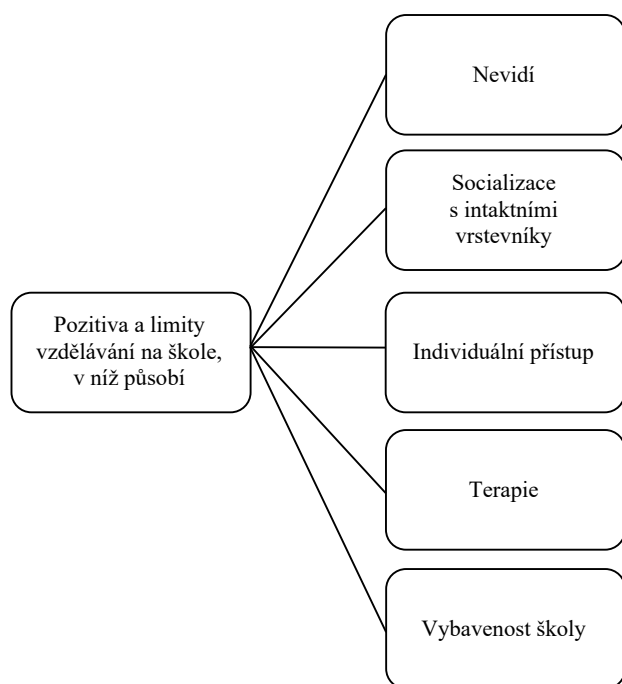 Nevidí
Socializace
s intaktními
vrstevníky
Pozitiva a limity
vzdělávání na škole,
v níž působí
Individuální přístup
Terapie
Vybavenost školy